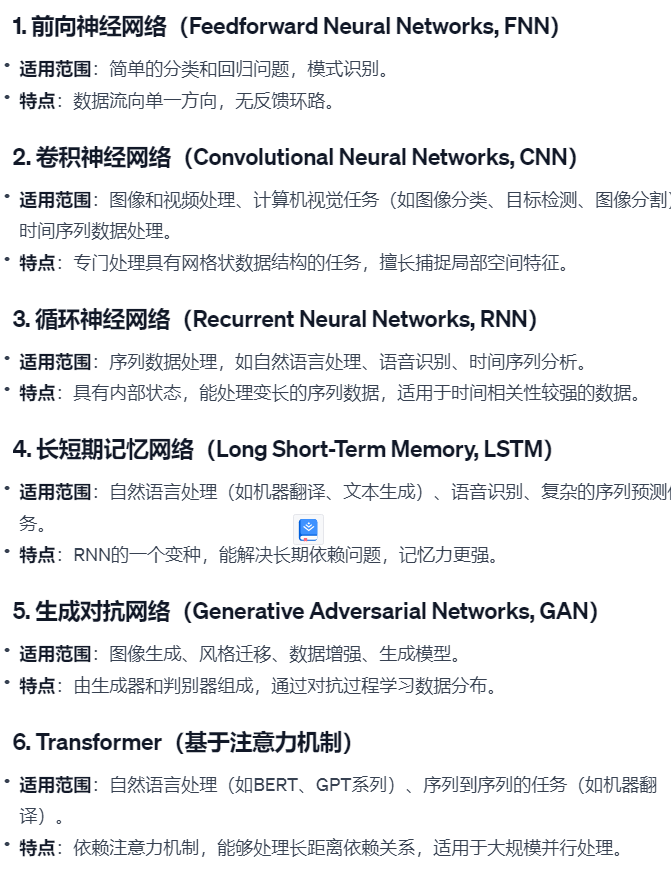 1. 前向神经网络（Feedforward Neural Networks, FNN）
• 适用范围：简单的分类和回归问题，模式识别。
• 特点：数据流向单一方向，无反馈环路。
2. 卷积神经网络（Convolutional Neural Networks, CNN）
• 适用范围：图像和视频处理、计算机视觉任务（如图像分类、目标检测、图像分割）
时间序列数据处理。
• 特点：专门处理具有网格状数据结构的任务，擅长捕捉局部空间特征。
3. 循环神经网络（Recurrent Neural Networks, RNN）
• 适用范围：序列数据处理，如自然语言处理、语音识别、时间序列分析。
• 特点：具有内部状态，能处理变长的序列数据，适用于时间相关性较强的数据。
4. 长短期记忆网络（Long Short-Term Memory, LSTM）
• 适用范围：自然语言处理（如机器翻译、文本生成）、语音识别、复杂的序列预测
务。
• 特点：RNN的一个变种，能解决长期依赖问题，记忆力更强。
5. 生成对抗网络（Generative Adversarial Networks, GAN）
• 适用范围：图像生成、风格迁移、数据增强、生成模型。
• 特点：由生成器和判别器组成，通过对抗过程学习数据分布。
6. Transformer（基于注意力机制）
• 适用范围：自然语言处理（如BERT、GPT系列）、序列到序列的任务（如机器翻
译）。
• 特点：依赖注意力机制，能够处理长距离依赖关系，适用于大规模并行处理。